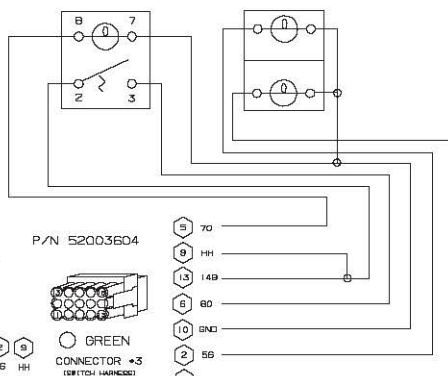 8 7
2 3
P/N 52003604
5 70
9 HH
13 149
6 80
10 GND
2 56
GREEN
CONNECTOR #3
(SWITCH HARNESS)
9
6 HH